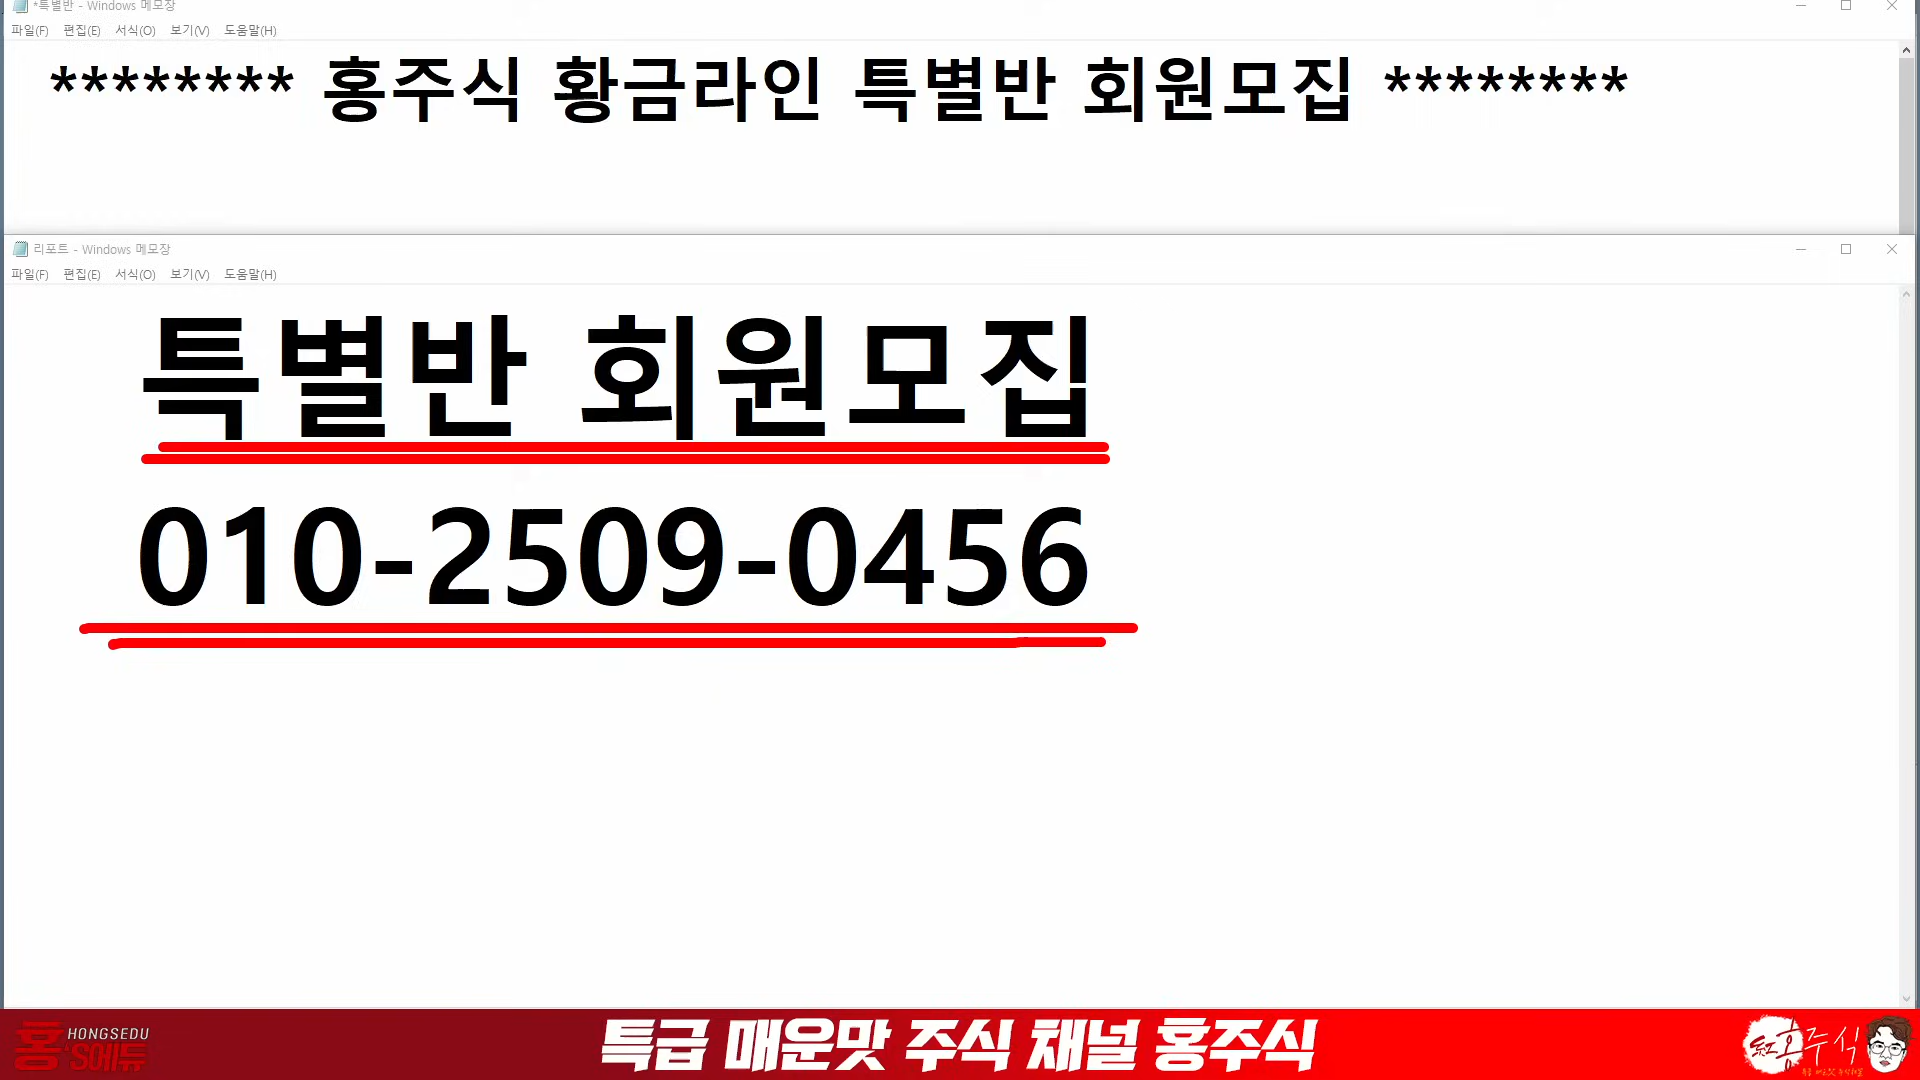 *특별반 - Windows 메모장
파일(F) 편집(E) 서식(O) 보기(V) 도움말(H)
******** 홍주식 황금라인 특별반 회원모집 ********
리포트 - Windows 메모장
파일(F) 편집(E) 서식(O) 보기(V) 도움말(H)
특별반 회원모집
010-2509-0456
홍'S에듀 HONGSEDU
특급 매운맛 주식 채널 홍주식
홍주식